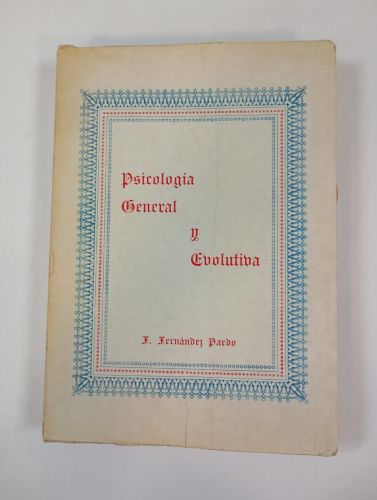 Psicologia
General
y
Evolutiva
F. Fernández Pardo